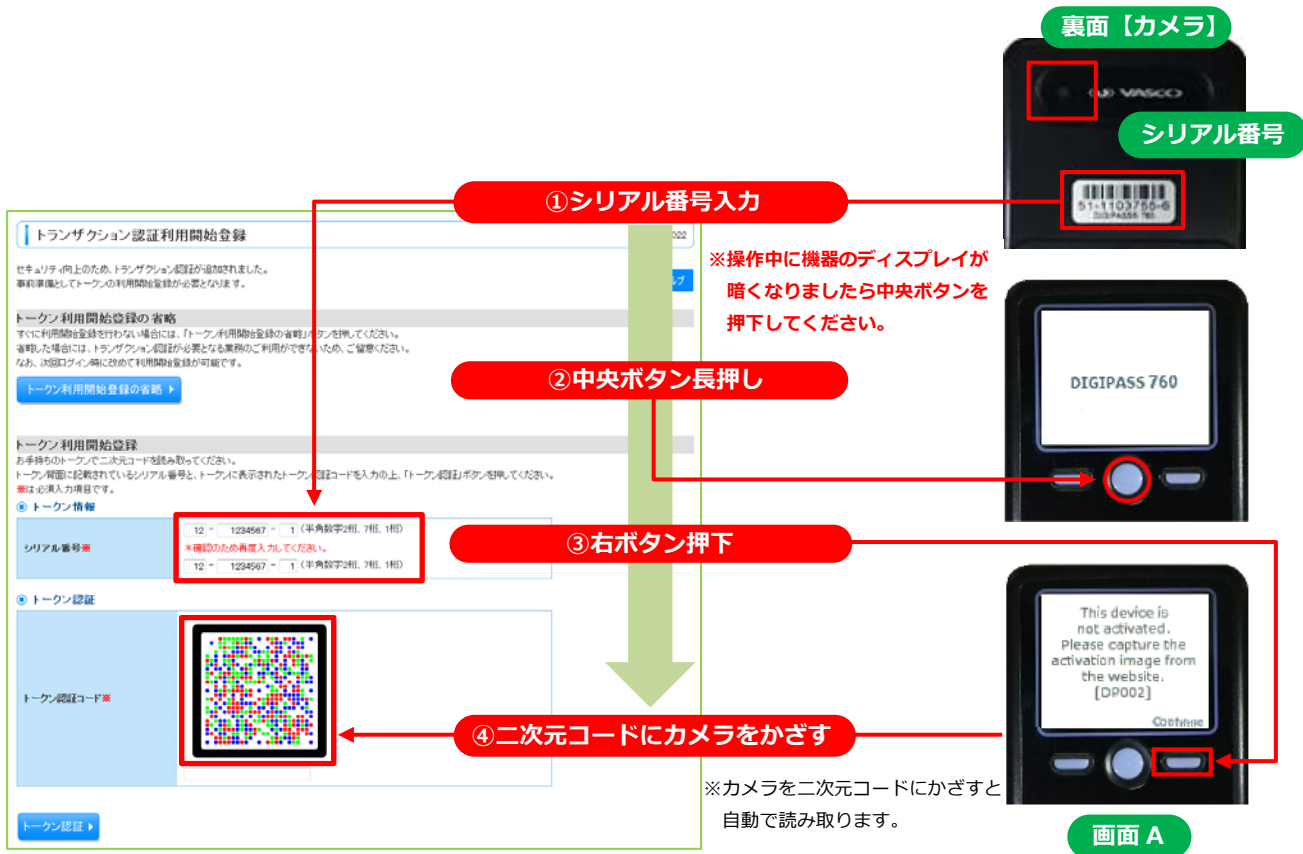 裏面【カメラ】
VASCO
シリアル番号
51-1103755-6
DIGIPASS 760
①シリアル番号入力
トランザクション認証利用開始登録
022
セキュリティ向上のため、トランザクション認証が追加されました。
事前準備としてトークンの利用開始登録が必要となります。
ルプ
※操作中に機器のディスプレイが
暗くなりましたら中央ボタンを
押下してください。
トークン利用開始登録の省略
すぐに利用開始登録を行わない場合には、「トークン利用開始登録の省略」ボタンを押してください。
省略した場合には、トランザクション認証が必要となる業務のご利用ができないため、ご留意ください。
なお、次回ログイン時に改めて利用開始登録が可能です。
トークン利用開始登録の省略
②中央ボタン長押し
DIGIPASS 760
トークン利用開始登録
お手持ちのトークンで二次元コードを読み取ってください。
トークン背面に記載されているシリアル番号と、トークンに表示されたトークン認証コードを入力の上、「トークン認証」ボタンを押してください。
※は必須入力項目です。
トークン情報
シリアル番号※
12 - 1234567 - 1 (半角数字2桁、7桁、1桁)
*確認のため再度入力してください。
12 - 1234567 - 1 (半角数字2桁、7桁、1桁)
③右ボタン押下
トークン認証
トークン認証コード※
This device is
not activated.
Please capture the
activation image from
the website.
[DP002]
Continue
④二次元コードにカメラをかざす
※カメラを二次元コードにかざすと
自動で読み取ります。
トークン認証
画面 A